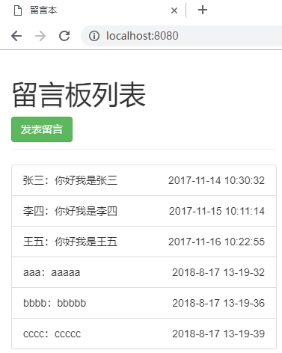 留言本
localhost:8080
留言板列表
发表留言
张三：你好我是张三 2017-11-14 10:30:32
李四：你好我是李四 2017-11-15 10:11:14
王五：你好我是王五 2017-11-16 10:22:55
aaa：aaaaa 2018-8-17 13-19-32
bbbb：bbbbb 2018-8-17 13-19-36
cccc：ccccc 2018-8-17 13-19-39